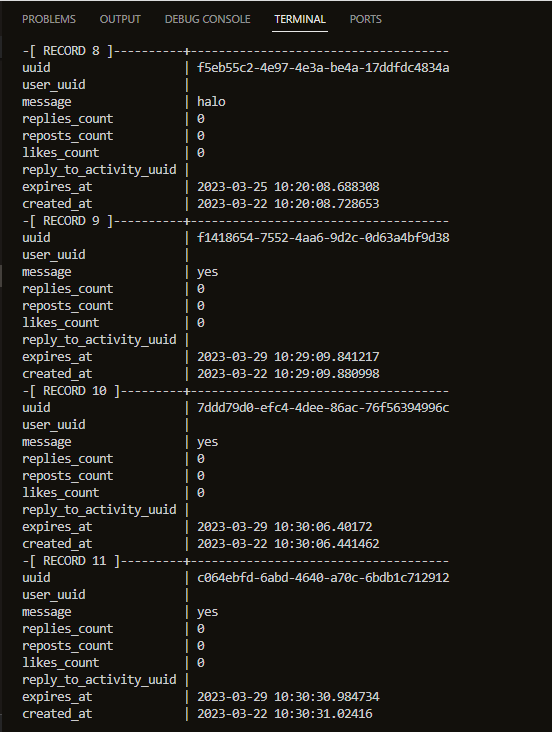 PROBLEMS OUTPUT DEBUG CONSOLE TERMINAL PORTS
-[ RECORD 8 ]----------+--------------------------------------
uuid                   | f5eb55c2-4e97-4e3a-be4a-17ddfdc4834a
user_uuid              |
message                | halo
replies_count          | 0
reposts_count          | 0
likes_count            | 0
reply_to_activity_uuid |
expires_at             | 2023-03-25 10:20:08.688308
created_at             | 2023-03-22 10:20:08.728653
-[ RECORD 9 ]----------+--------------------------------------
uuid                   | f1418654-7552-4aa6-9d2c-0d63a4bf9d38
user_uuid              |
message                | yes
replies_count          | 0
reposts_count          | 0
likes_count            | 0
reply_to_activity_uuid |
expires_at             | 2023-03-29 10:29:09.841217
created_at             | 2023-03-22 10:29:09.880998
-[ RECORD 10 ]---------+--------------------------------------
uuid                   | 7ddd79d0-efc4-4dee-86ac-76f56394996c
user_uuid              |
message                | yes
replies_count          | 0
reposts_count          | 0
likes_count            | 0
reply_to_activity_uuid |
expires_at             | 2023-03-29 10:30:06.40172
created_at             | 2023-03-22 10:30:06.441462
-[ RECORD 11 ]---------+--------------------------------------
uuid                   | c064ebfd-6abd-4640-a70c-6bdb1c712912
user_uuid              |
message                | yes
replies_count          | 0
reposts_count          | 0
likes_count            | 0
reply_to_activity_uuid |
expires_at             | 2023-03-29 10:30:30.984734
created_at             | 2023-03-22 10:30:31.02416